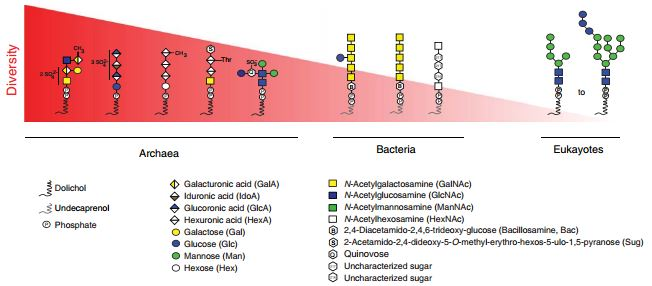 Diversity
CH3
2 SO4 2-
3 SO4 2-
CH3
S
Thr
SO3-
Q
B
B
P
P
P
P
P
P
P
P
P
P
P
P
P
P
to
Archaea
Bacteria
Eukayotes
Dolichol
Undecaprenol
P Phosphate
Galacturonic acid (GalA)
Iduronic acid (IdoA)
Glucoronic acid (GlcA)
Hexuronic acid (HexA)
Galactose (Gal)
Glucose (Glc)
Mannose (Man)
Hexose (Hex)
N-Acetylgalactosamine (GalNAc)
N-Acetylglucosamine (GlcNAc)
N-Acetylmannosamine (ManNAc)
N-Acetylhexosamine (HexNAc)
B 2,4-Diacetamido-2,4,6-trideoxy-glucose (Bacillosamine, Bac)
S 2-Acetamido-2,4-dideoxy-5-O-methyl-erythro-hexos-5-ulo-1,5-pyranose (Sug)
Q Quinovose
Uncharacterized sugar
Uncharacterized sugar